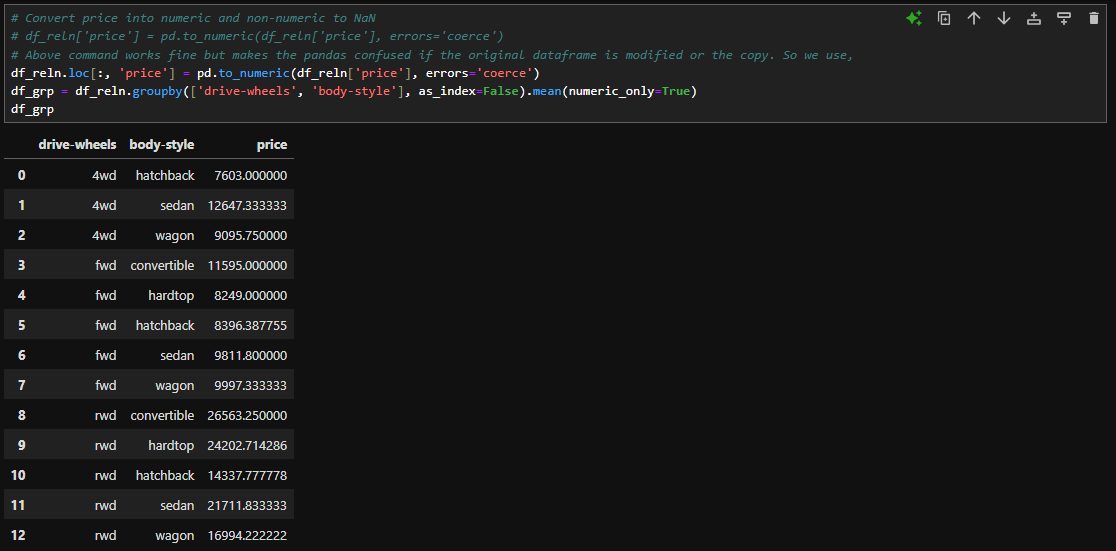 # Convert price into numeric and non-numeric to NaN
# df_reln['price'] = pd.to_numeric(df_reln['price'], errors='coerce')
# Above command works fine but makes the pandas confused if the original dataframe is modified or the copy. So we use,
df_reln.loc[:, 'price'] = pd.to_numeric(df_reln['price'], errors='coerce')
df_grp = df_reln.groupby(['drive-wheels', 'body-style'], as_index=False).mean(numeric_only=True)
df_grp
drive-wheels body-style price
0 4wd hatchback 7603.000000
1 4wd sedan 12647.333333
2 4wd wagon 9095.750000
3 fwd convertible 11595.000000
4 fwd hardtop 8249.000000
5 fwd hatchback 8396.387755
6 fwd sedan 9811.800000
7 fwd wagon 9997.333333
8 rwd convertible 26563.250000
9 rwd hardtop 24202.714286
10 rwd hatchback 14337.777778
11 rwd sedan 21711.833333
12 rwd wagon 16994.222222